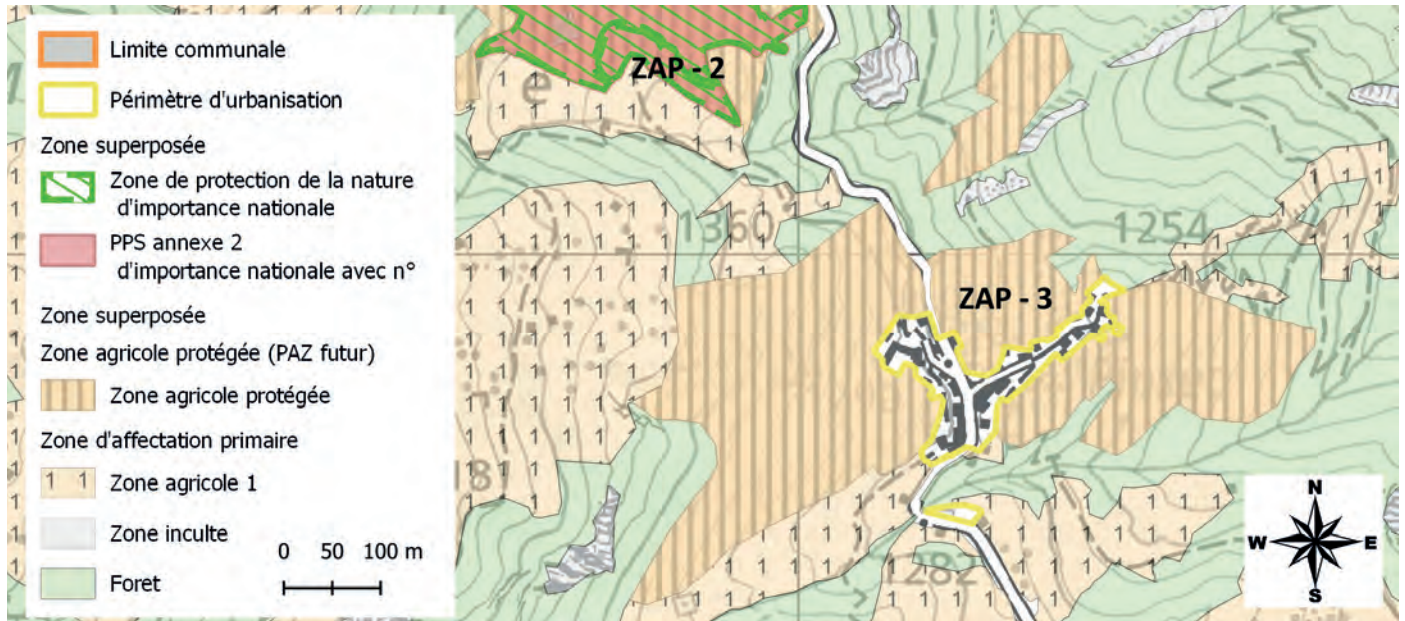 Limite communale
Périmètre d'urbanisation
Zone superposée
Zone de protection de la nature
d'importance nationale
PPS annexe 2
d'importance nationale avec n°
Zone superposée
Zone agricole protégée (PAZ futur)
Zone agricole protégée
Zone d'affectation primaire
1 1 Zone agricole 1
Zone inculte
Foret
0 50 100 m
ZAP - 2
e
1360
1254
ZAP - 3
1282
N
W E
S